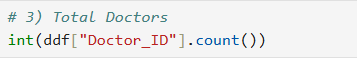 # 3) Total Doctors
int(ddf["Doctor_ID"].count())